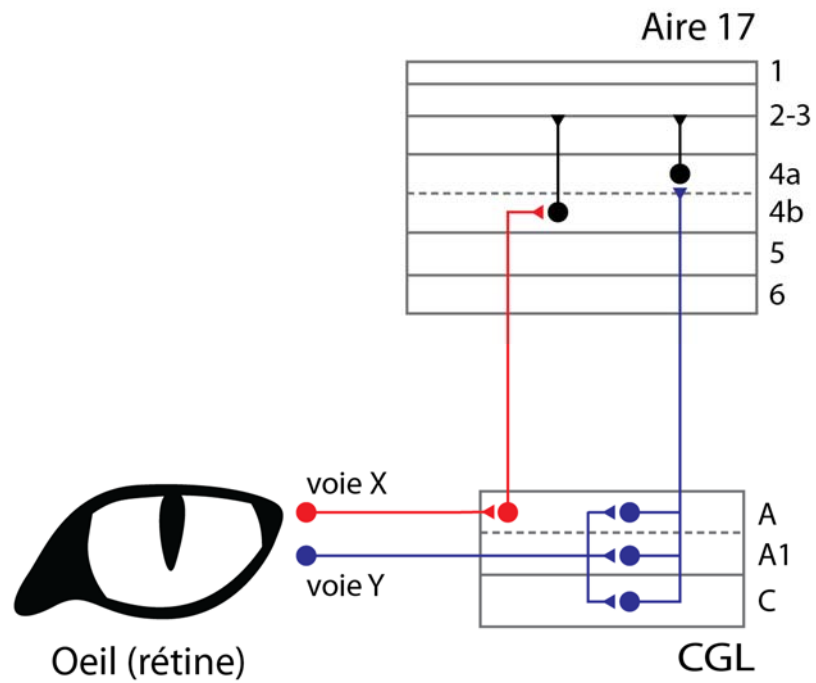 Aire 17
1
2-3
4a
4b
5
6
voie X
voie Y
A
A1
C
Oeil (rétine)
CGL